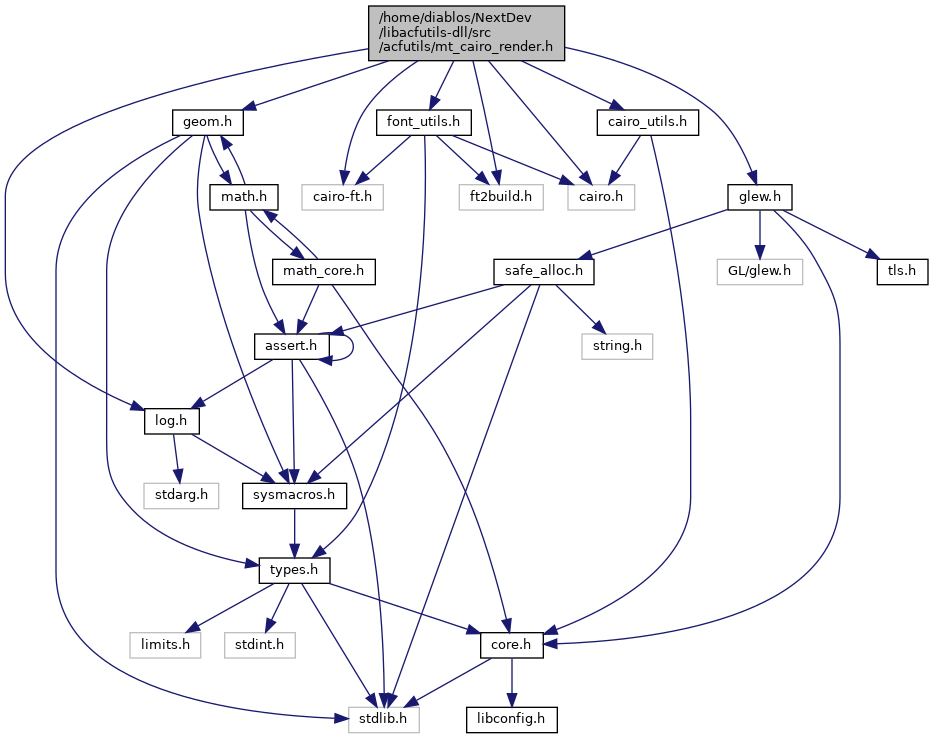 /home/diablos/NextDev
/libacfutils-dll/src
/acfutils/mt_cairo_render.h
geom.h
font_utils.h
cairo_utils.h
math.h
cairo-ft.h
ft2build.h
cairo.h
glew.h
math_core.h
safe_alloc.h
GL/glew.h
tls.h
assert.h
string.h
log.h
stdarg.h
sysmacros.h
types.h
limits.h
stdint.h
core.h
stdlib.h
libconfig.h